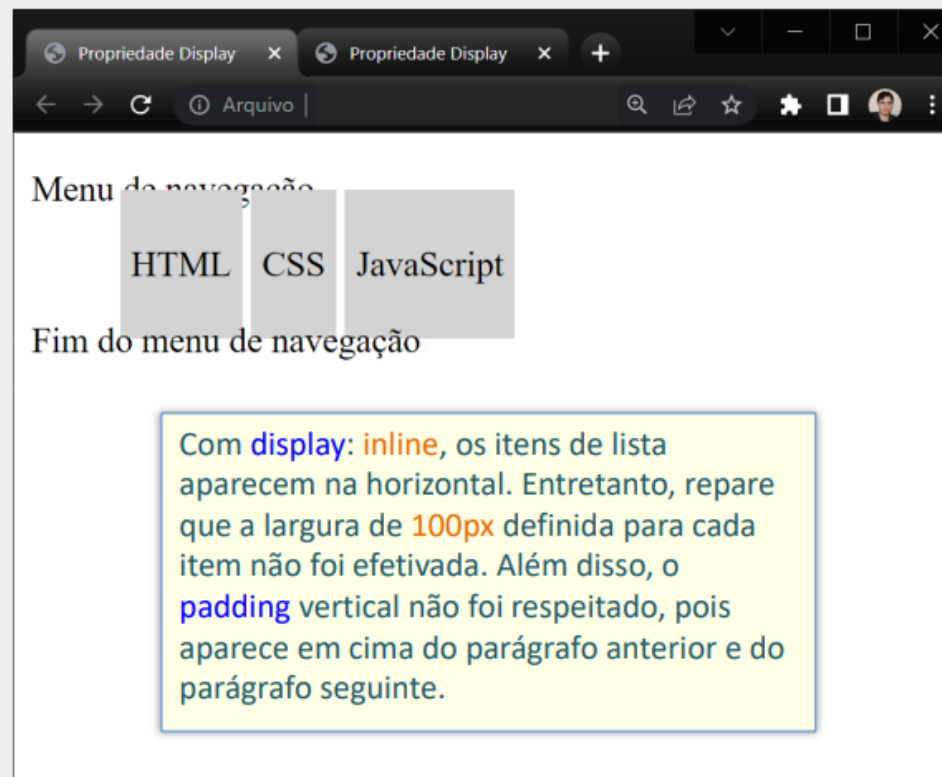 Propriedade Display
Propriedade Display
Arquivo
Menu de navegação
HTML CSS JavaScript
Fim do menu de navegação
Com display: inline, os itens de lista
aparecem na horizontal. Entretanto, repare
que a largura de 100px definida para cada
item não foi efetivada. Além disso, o
padding vertical não foi respeitado, pois
aparece em cima do parágrafo anterior e do
parágrafo seguinte.